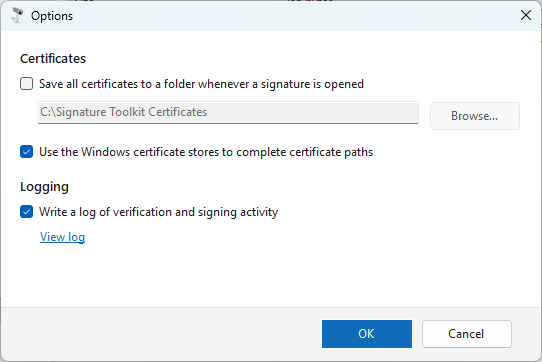 Options
Certificates
Save all certificates to a folder whenever a signature is opened
C:\Signature Toolkit Certificates
Browse...
Use the Windows certificate stores to complete certificate paths
Logging
Write a log of verification and signing activity
View log
OK
Cancel